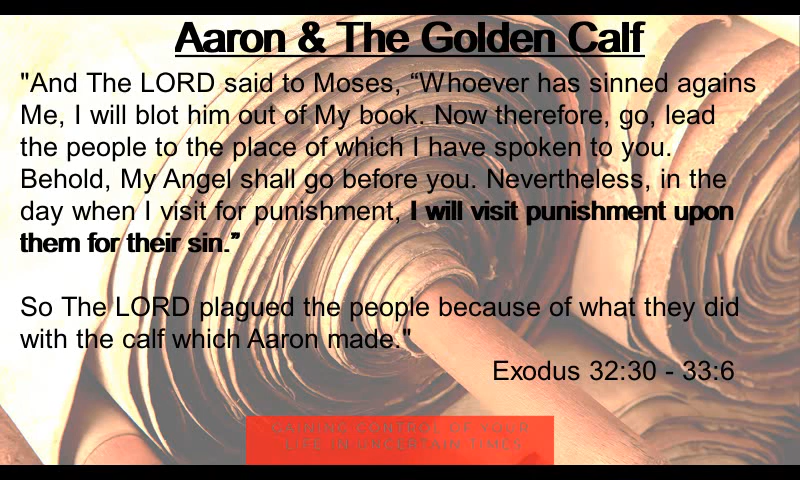 Aaron & The Golden Calf
"And The LORD said to Moses, “Whoever has sinned agains
Me, I will blot him out of My book. Now therefore, go, lead
the people to the place of which I have spoken to you.
Behold, My Angel shall go before you. Nevertheless, in the
day when I visit for punishment, I will visit punishment upon
them for their sin.”
So The LORD plagued the people because of what they did
with the calf which Aaron made."
Exodus 32:30 - 33:6
GAINING CONTROL OF YOUR
LIFE IN UNCERTAIN TIMES